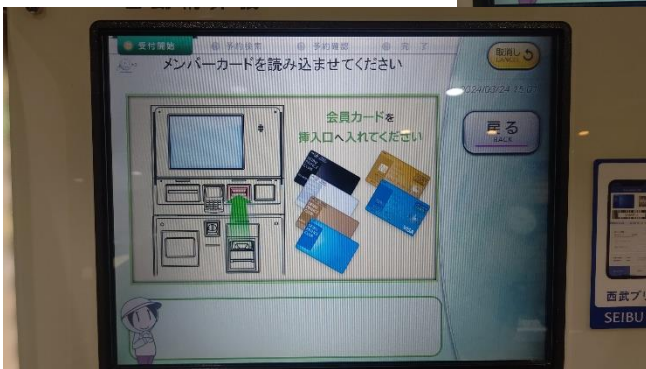 受付開始
予約検索
予約確認
完 了
取消し
メンバーカードを読み込ませてください
2024/03/24 15:01
会員カードを
挿入口へ入れてください
戻る
BACK
VISA
西武プリ
SEIBU